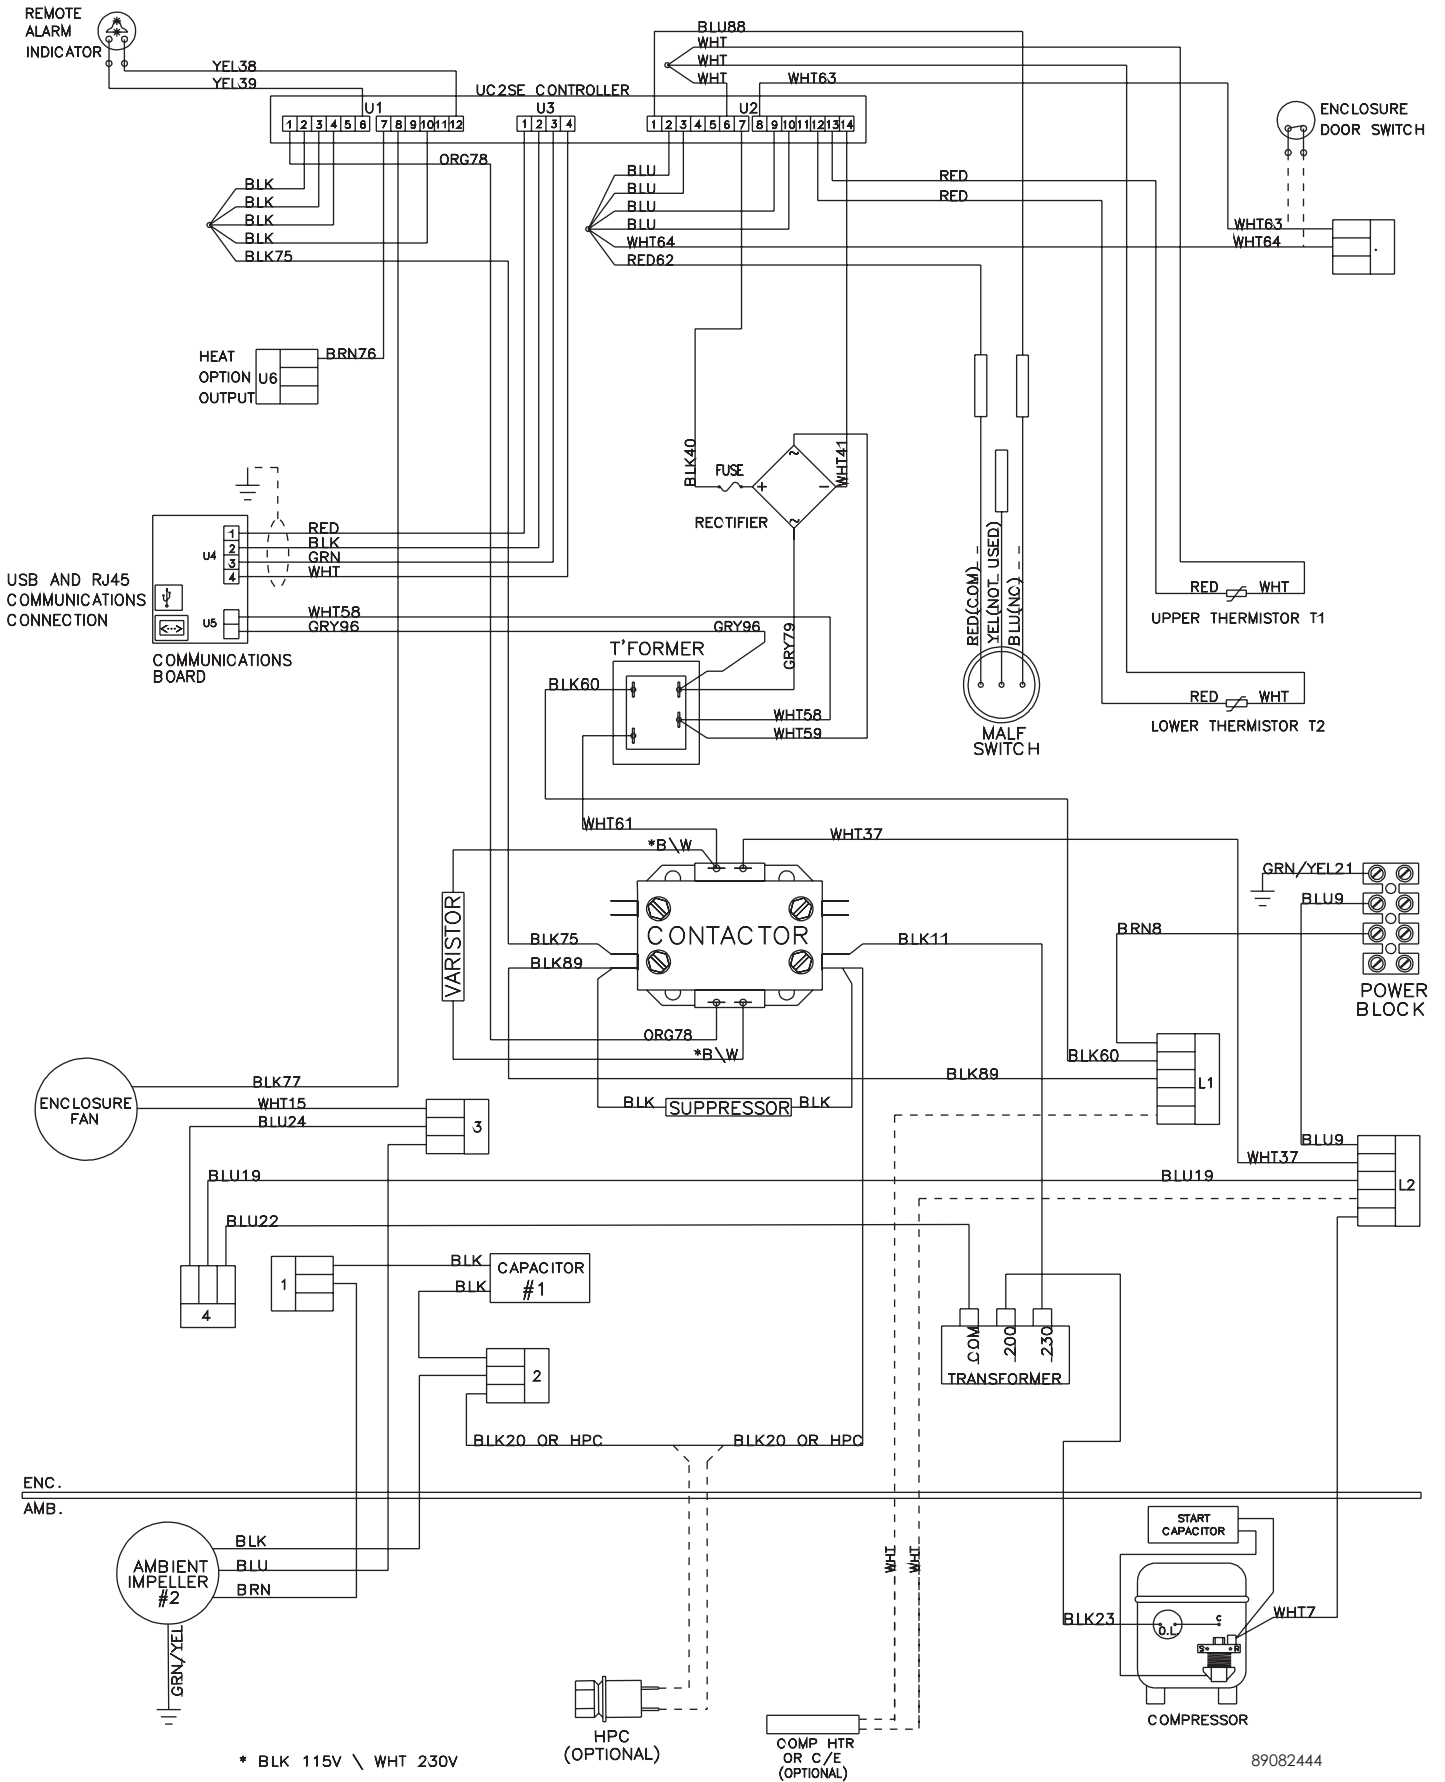 REMOTE
ALARM
INDICATOR
YEL38
YEL39
UC2SE CONTROLLER
U1
U3
U2
1 2 3 4 5 6 7 8 9 10 11 12
1 2 3 4
1 2 3 4 5 6 7 8 9 10 11 12 13 14
BLU88
WHT
WHT
WHT
WHT63
ENCLOSURE
DOOR SWITCH
ORG78
BLK
BLK
BLK
BLK
BLK75
BLU
BLU
BLU
BLU
WHT64
RED62
RED
RED
WHT63
WHT64
HEAT
OPTION
OUTPUT
U6
BRN76
BLK40
FUSE
+
~
−
~
WHT41
RECTIFIER
USB AND RJ45
COMMUNICATIONS
CONNECTION
U4
1
2
3
4
U5
RED
BLK
GRN
WHT
WHT58
GRY96
COMMUNICATIONS
BOARD
GRY96
GRY79
T'FORMER
BLK60
WHT58
WHT59
RED(COM)
YEL(NOT USED)
BLU(NC)
MALF
SWITCH
RED
WHT
UPPER THERMISTOR T1
RED
WHT
LOWER THERMISTOR T2
WHT61
*B\W
WHT37
VARISTOR
CONTACTOR
BLK75
BLK89
BLK11
ORG78
*B\W
BLK
SUPPRESSOR
BLK
GRN/YEL21
BLU9
BRN8
POWER
BLOCK
BLK60
BLK89
L1
BLU9
WHT37
BLU19
L2
ENCLOSURE
FAN
BLK77
WHT15
BLU24
3
BLU19
BLU22
4
1
BLK
BLK
CAPACITOR
#1
2
COM
200
230
TRANSFORMER
BLK20 OR HPC
BLK20 OR HPC
ENC.
AMB.
AMBIENT
IMPELLER
#2
BLK
BLU
BRN
GRN/YEL
WHT
WHT
START
CAPACITOR
BLK23
O.L.
C
S
R
WHT7
COMPRESSOR
HPC
(OPTIONAL)
COMP HTR
OR C/E
(OPTIONAL)
* BLK 115V \ WHT 230V
89082444